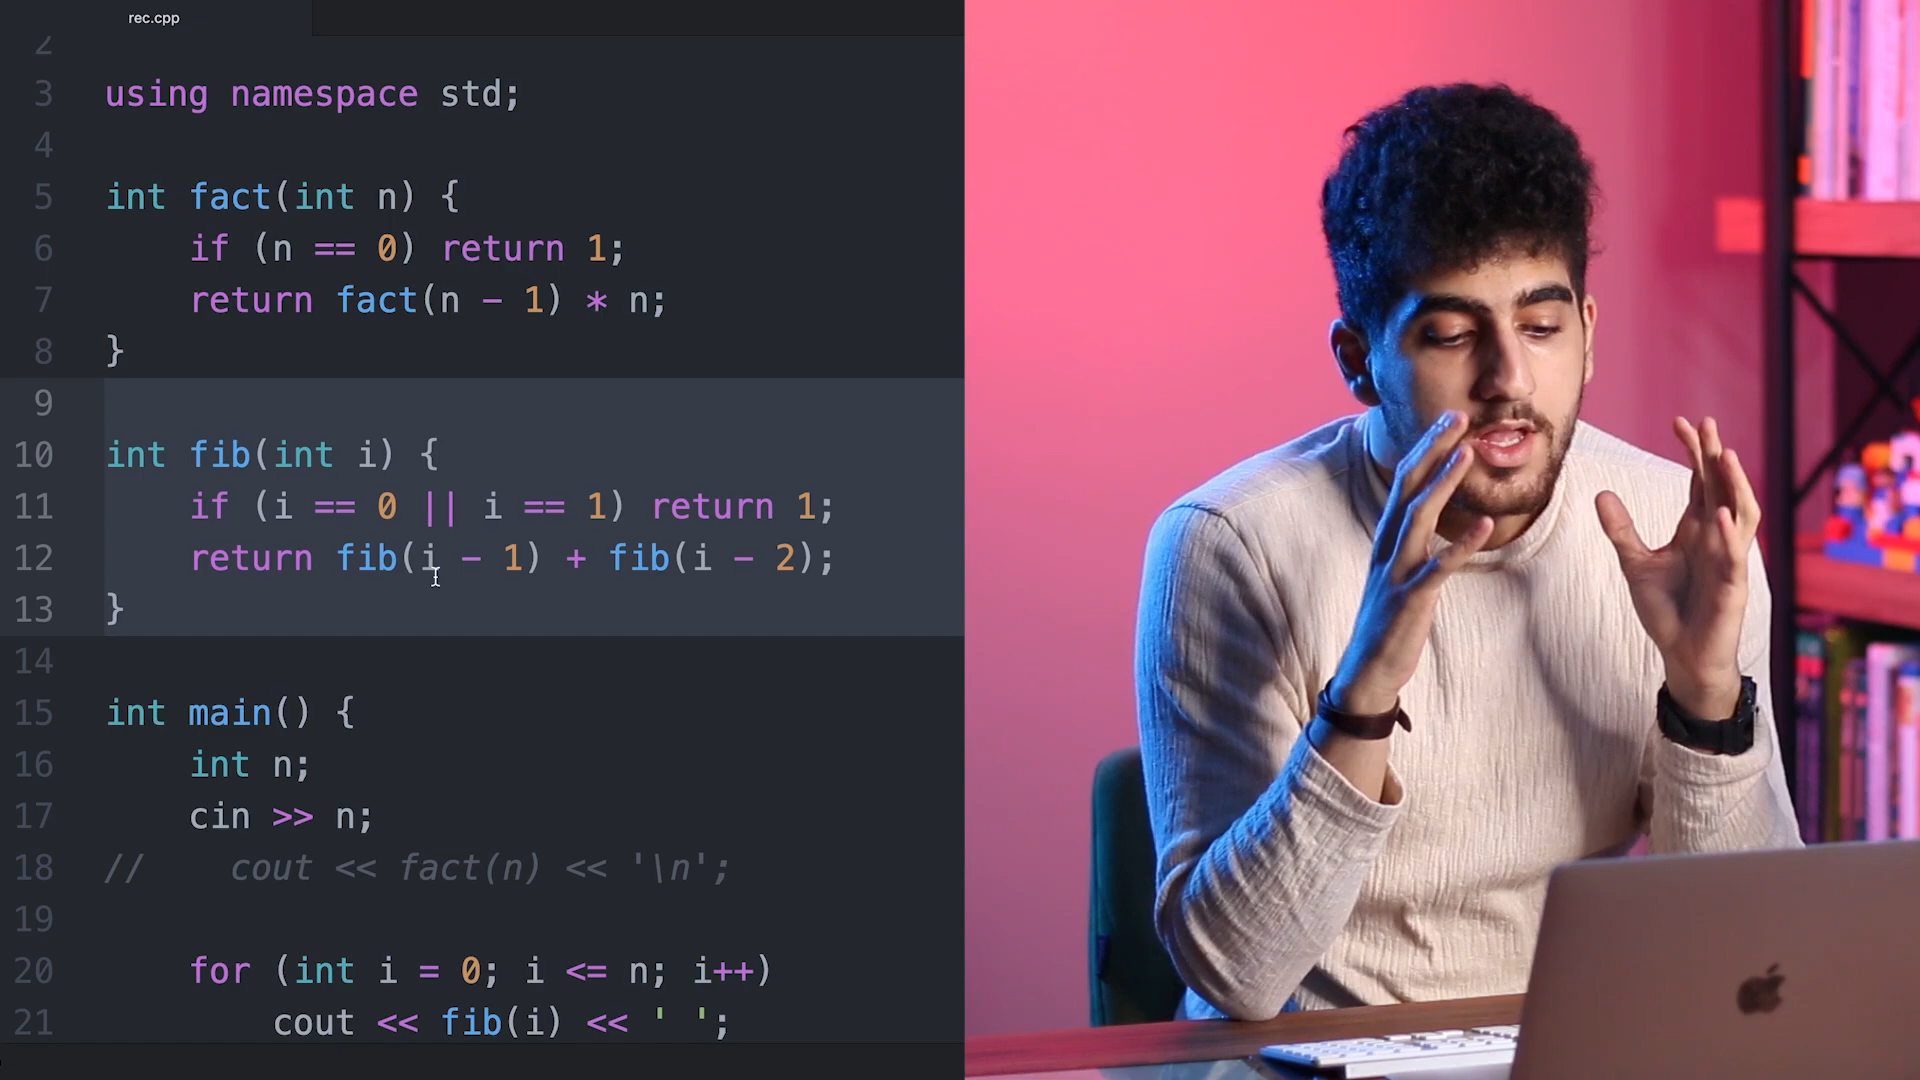 rec.cpp
2
3 using namespace std;
4
5 int fact(int n) {
6 if (n == 0) return 1;
7 return fact(n - 1) * n;
8 }
9
10 int fib(int i) {
11 if (i == 0 || i == 1) return 1;
12 return fib(i - 1) + fib(i - 2);
13 }
14
15 int main() {
16 int n;
17 cin >> n;
18 // cout << fact(n) << '\n';
19
20 for (int i = 0; i <= n; i++)
21 cout << fib(i) << ' ';